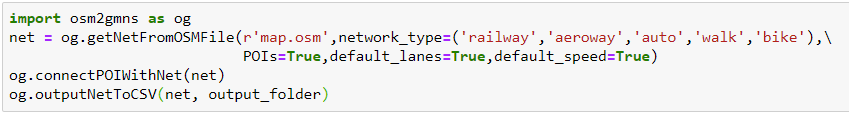 import osm2gmns as og
net = og.getNetFromOSMFile(r'map.osm',network_type=('railway','aeroway','auto','walk','bike'),\
POIs=True,default_lanes=True,default_speed=True)
og.connectPOIWithNet(net)
og.outputNetToCSV(net, output_folder)